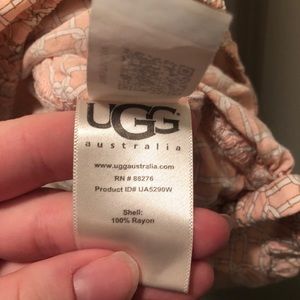 UGG
australia
www.uggaustralia.com
RN # 88276
Product ID# UA5290W
Shell:
100% Rayon